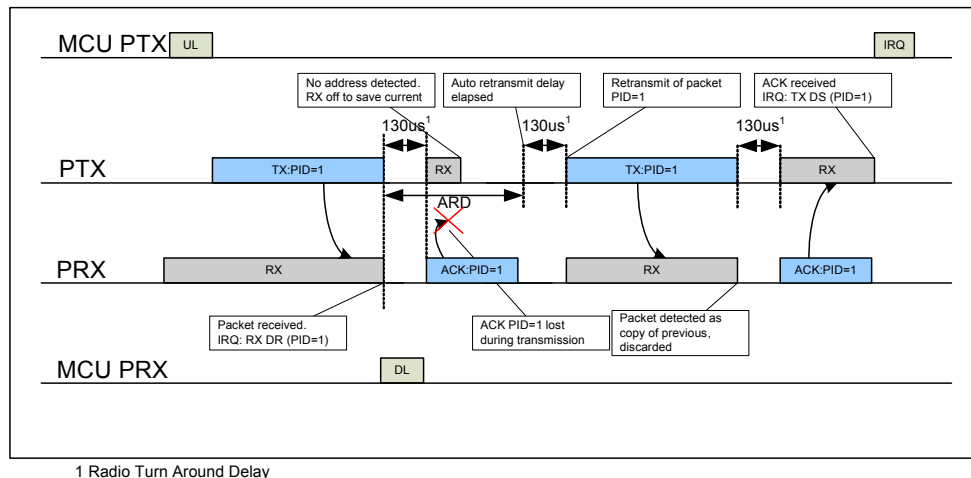 MCU PTX
UL
IRQ
No address detected.
RX off to save current
Auto retransmit delay
elapsed
Retransmit of packet
PID=1
ACK received
IRQ: TX DS (PID=1)
130us1
130us1
130us1
PTX
TX:PID=1
RX
TX:PID=1
RX
ARD
PRX
RX
ACK:PID=1
RX
ACK:PID=1
Packet received.
IRQ: RX DR (PID=1)
ACK PID=1 lost
during transmission
Packet detected as
copy of previous,
discarded
MCU PRX
DL
1 Radio Turn Around Delay